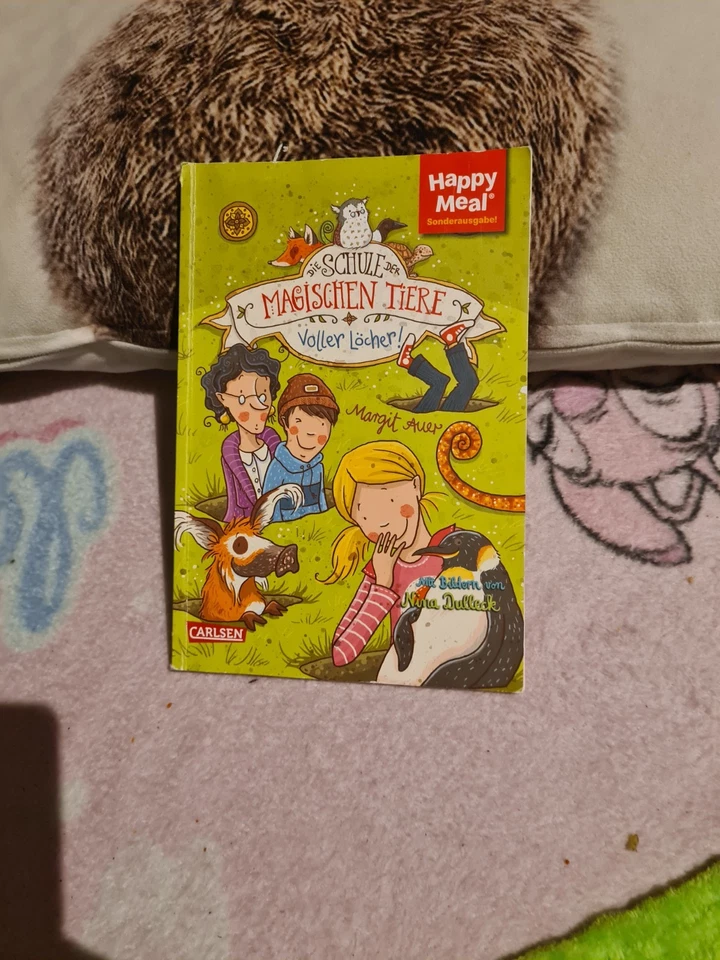 Happy
Meal®
Sonderausgabe!
DIE SCHULE DER
MAGISCHEN TIERE
Voller Löcher!
Margit Auer
Mit Bildern von
Nina Dulleck
CARLSEN